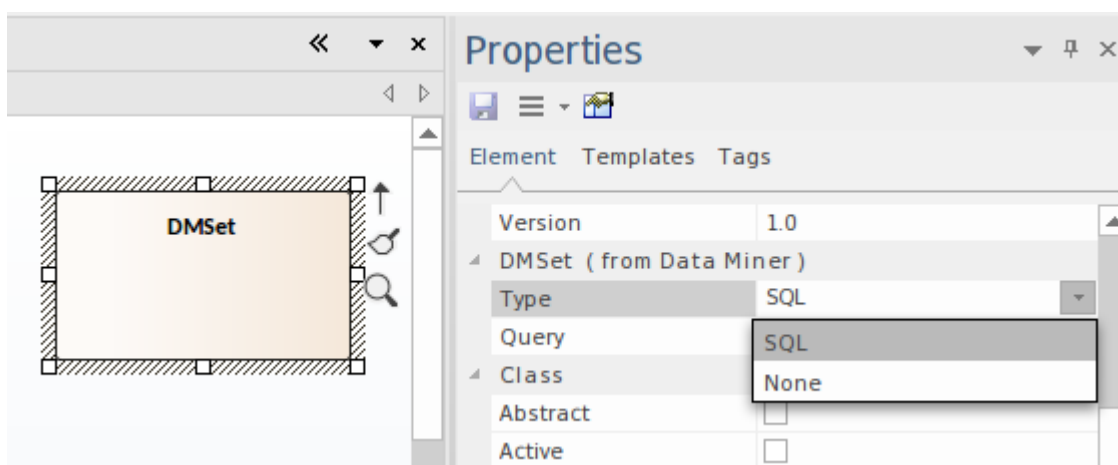 Properties
Element Templates Tags
DMSet
Version 1.0
DMSet (from Data Miner)
Type SQL
Query
SQL
None
Class
Abstract
Active